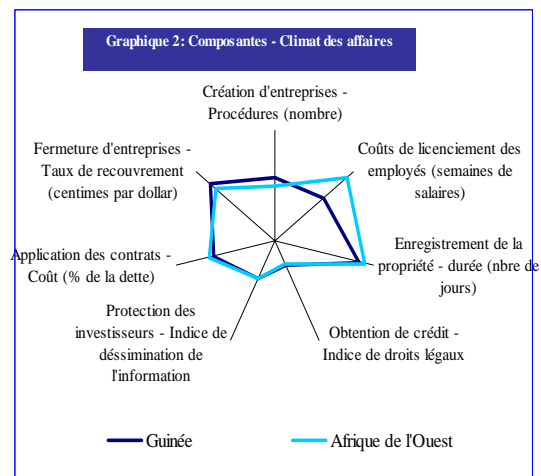 Graphique 2: Composantes - Climat des affaires
Création d'entreprises -
Procédures (nombre)
Coûts de licenciement des
employés (semaines de
salaires)
Enregistrement de la
propriété - durée (nbre de
jours)
Obtention de crédit -
Indice de droits légaux
Protection des
investisseurs - Indice de
déssimination de
l'information
Application des contrats -
Coût (% de la dette)
Fermeture d'entreprises -
Taux de recouvrement
(centimes par dollar)
Guinée
Afrique de l'Ouest